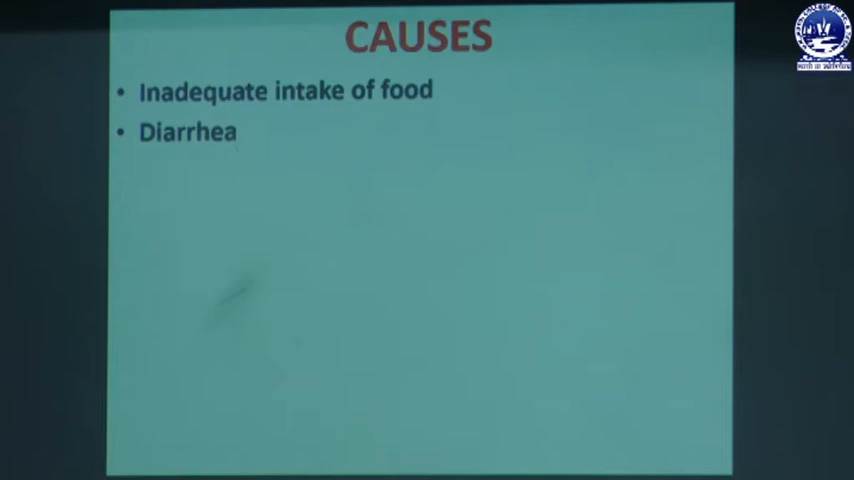 CAUSES
• Inadequate intake of food
• Diarrhea